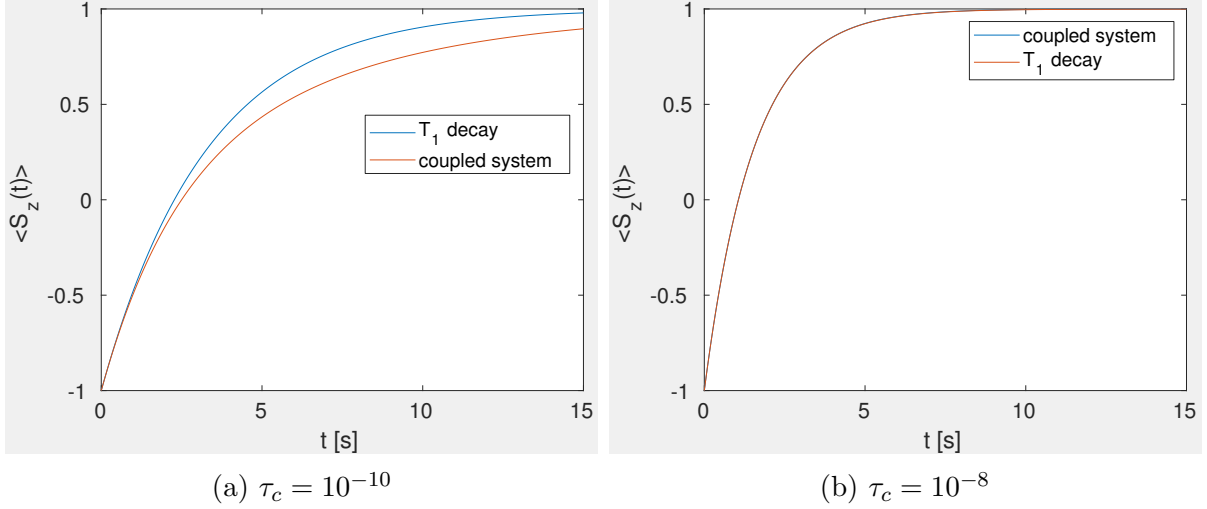 1
0.5
0
-0.5
-1
<S_z(t)>
T_1 decay
coupled system
0
5
10
15
t [s]
(a) τ_c = 10^{-10}
1
0.5
0
-0.5
-1
<S_z(t)>
coupled system
T_1 decay
0
5
10
15
t [s]
(b) τ_c = 10^{-8}